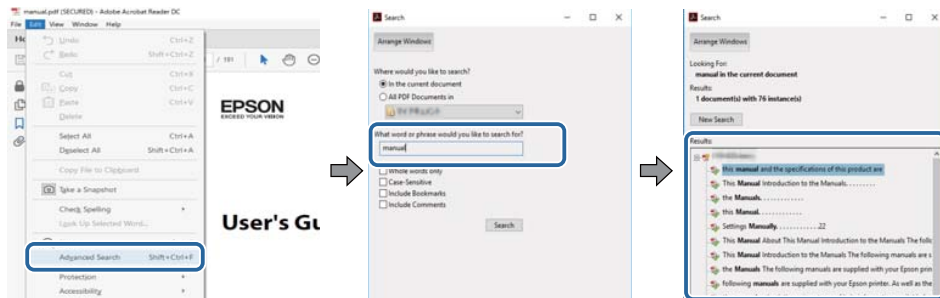 manual.pdf (SECURED) - Adobe Acrobat Reader DC
File Edit View Window Help
Undo Ctrl+Z
Redo Shift+Ctrl+Z
Cut Ctrl+X
Copy Ctrl+C
Paste Ctrl+V
Delete
Select All Ctrl+A
Deselect All Shift+Ctrl+A
Copy File to Clipboard
Take a Snapshot
Check Spelling
Look Up Selected Word...
Advanced Search Shift+Ctrl+F
Protection
Accessibility
/ 191
EPSON
EXCEED YOUR VISION
User's Gu
Search
Arrange Windows
Where would you like to search?
In the current document
All PDF Documents in
What word or phrase would you like to search for?
manual
Whole words only
Case-Sensitive
Include Bookmarks
Include Comments
Search
Search
Arrange Windows
Looking For:
manual in the current document
Results:
1 document(s) with 76 instance(s)
New Search
Results:
this manual and the specifications of this product are
This Manual Introduction to the Manuals. . . . . . . . .
the Manuals. . . . . . . . . . . . .
this Manual. . . . . . . . . . . . .
Settings Manually. . . . . . . . . . . . .22
This Manual About This Manual Introduction to the Manuals The follo
This Manual Introduction to the Manuals The following manuals are s
the Manuals The following manuals are supplied with your Epson prin
following manuals are supplied with your Epson printer. As well as the